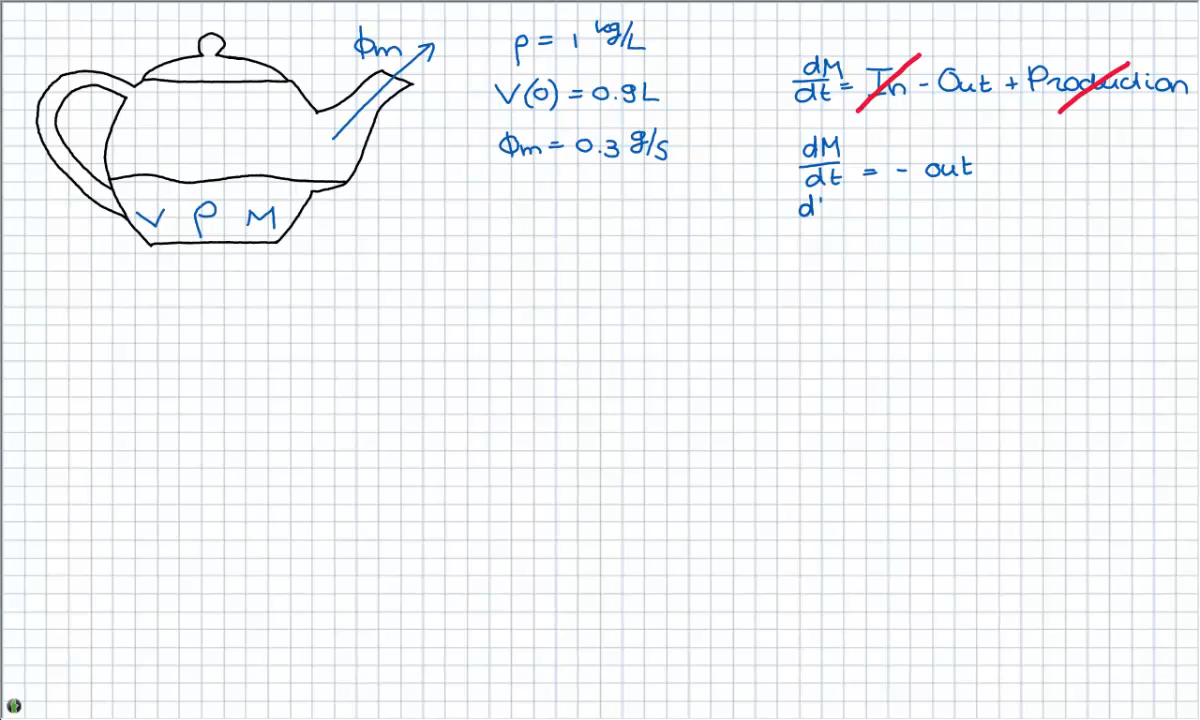 ϕm
ρ = 1 kg/L
V(0) = 0.9L
ϕm = 0.3 g/s
V ρ M
dM/dt = In - Out + Production
dM/dt = - out
d